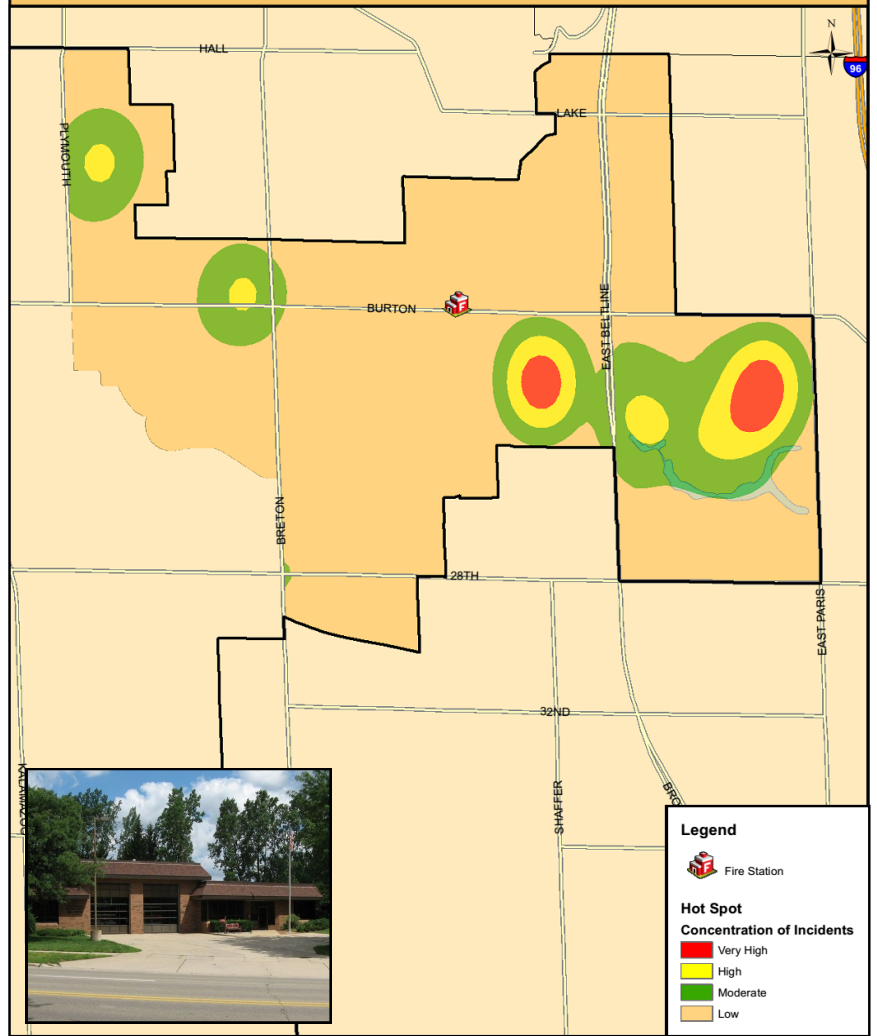 HALL
N
96
LAKE
PLYMOUTH
BURTON
F
EAST BELTLINE
BRETON
28TH
EAST PARIS
32ND
SHAFFER
BRO
Legend
F
Fire Station
Hot Spot
Concentration of Incidents
Very High
High
Moderate
Low